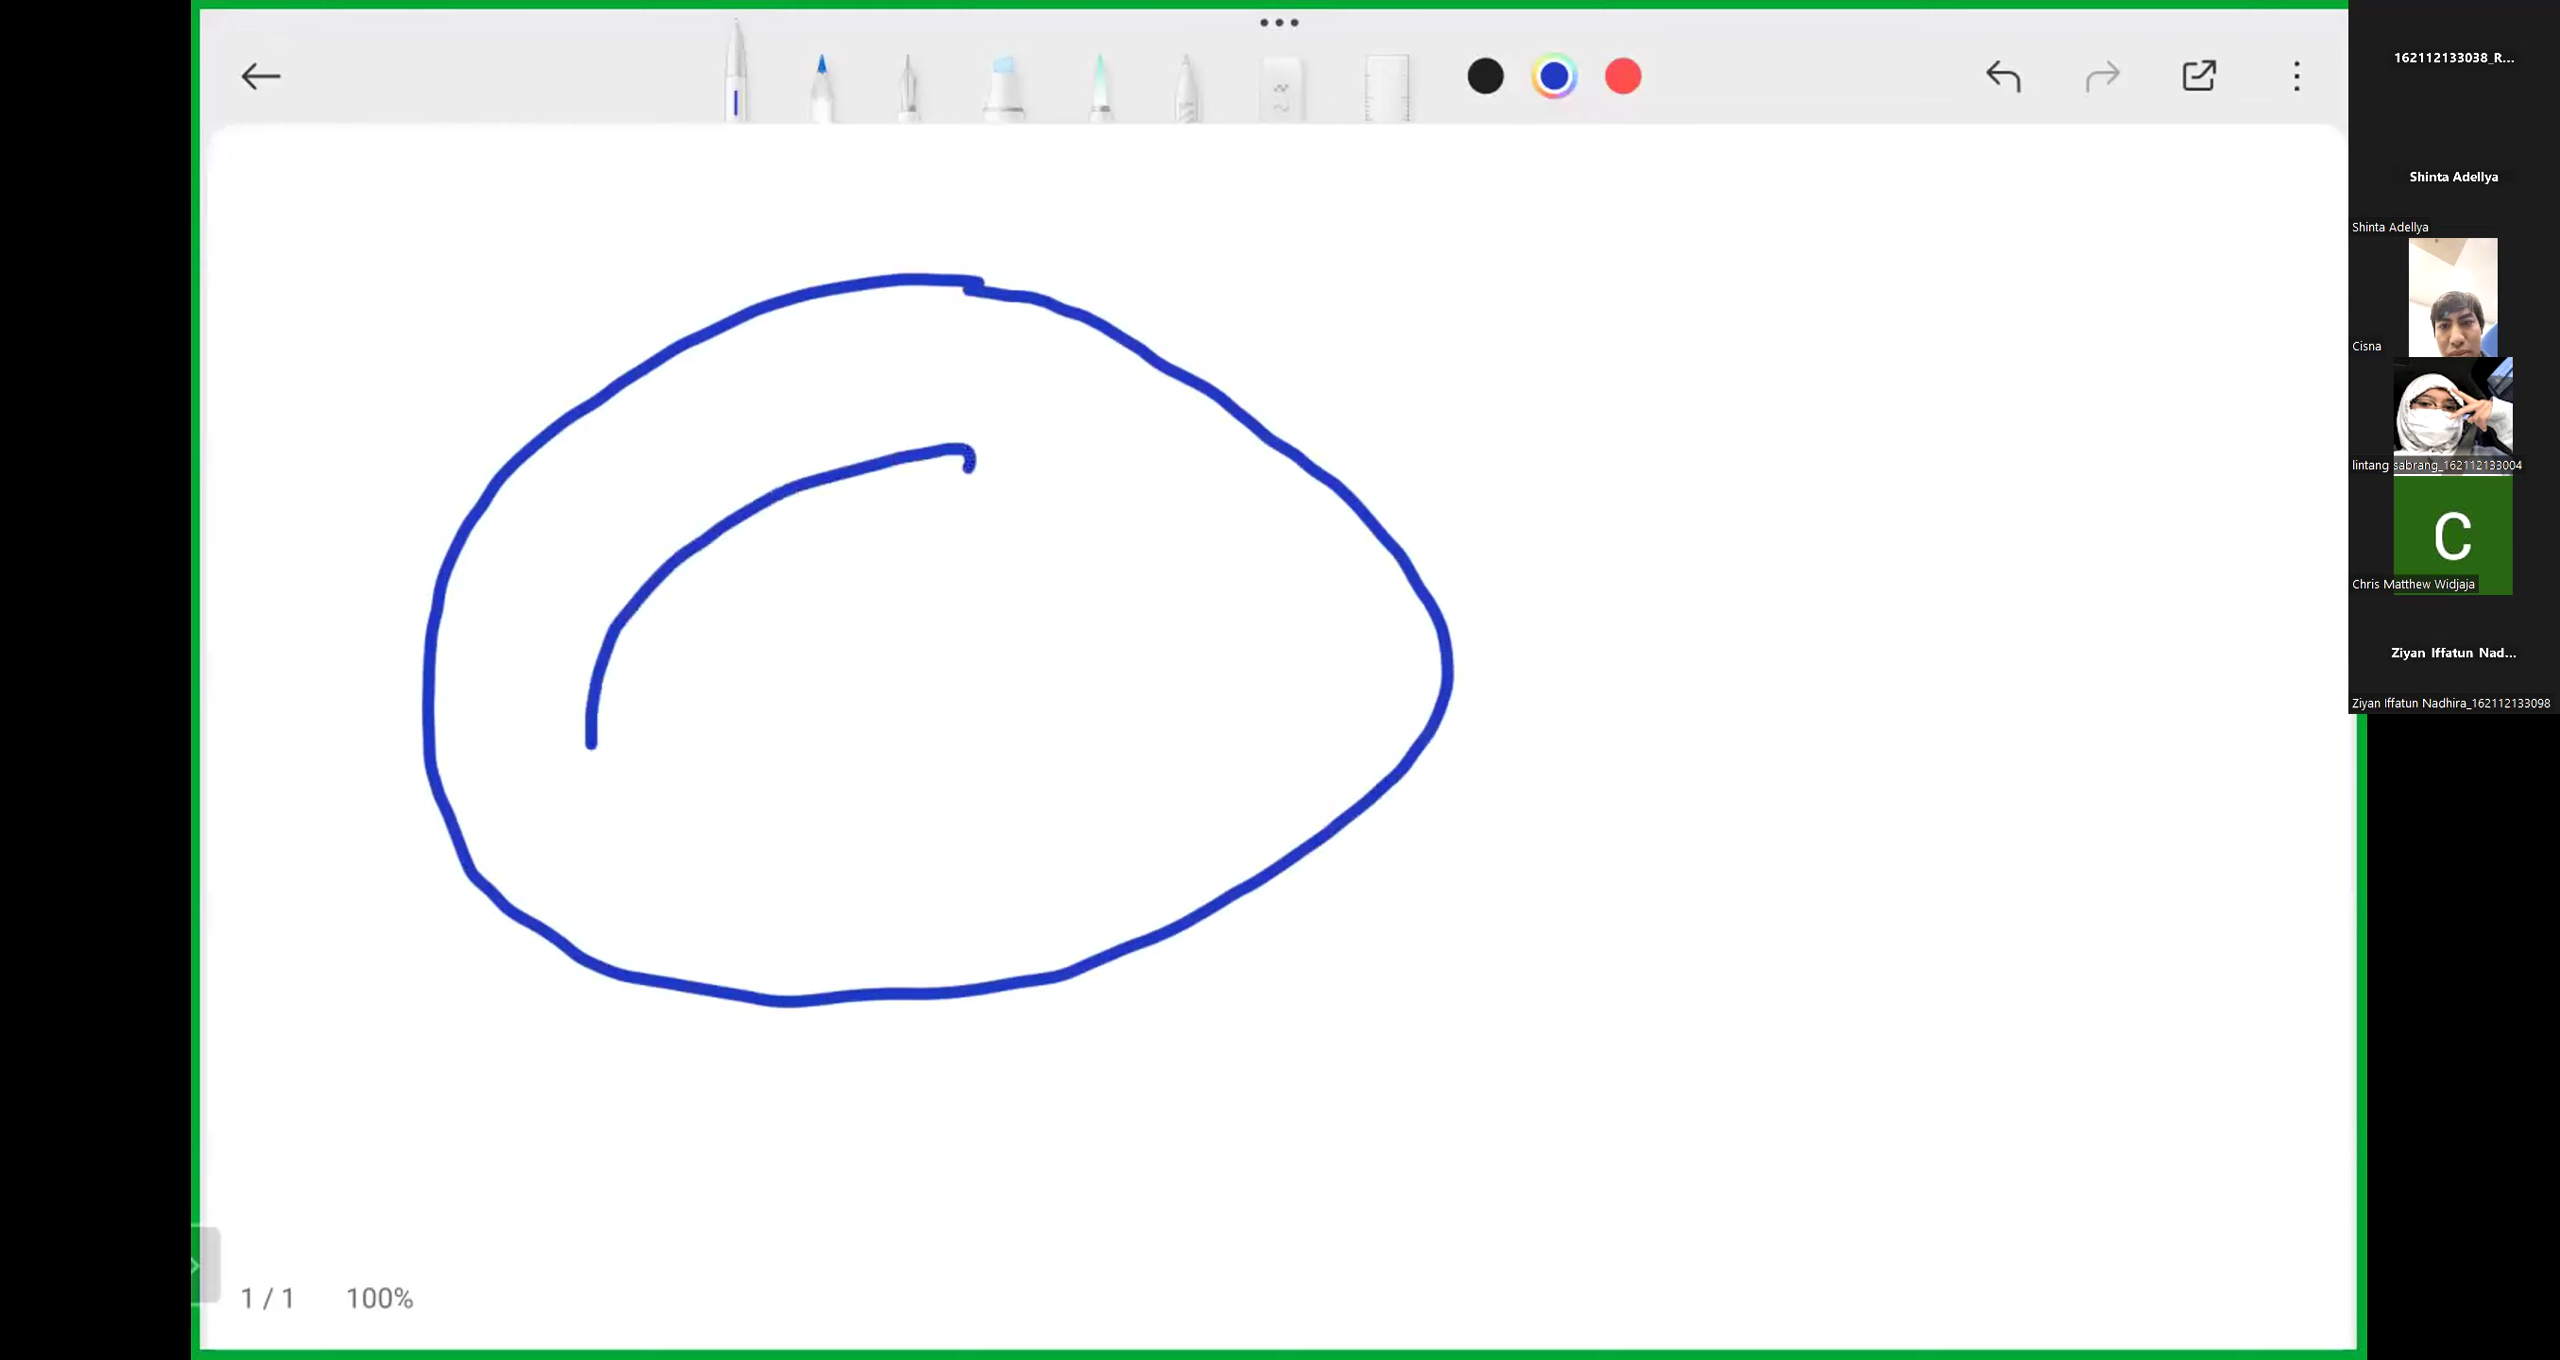 162112133038_R...
Shinta Adellya
Shinta Adellya
Cisna
lintang sabrang_162112133004
C
Chris Matthew Widjaja
Ziyan Iffatun Nad...
Ziyan Iffatun Nadhira_162112133098
1 / 1 100%